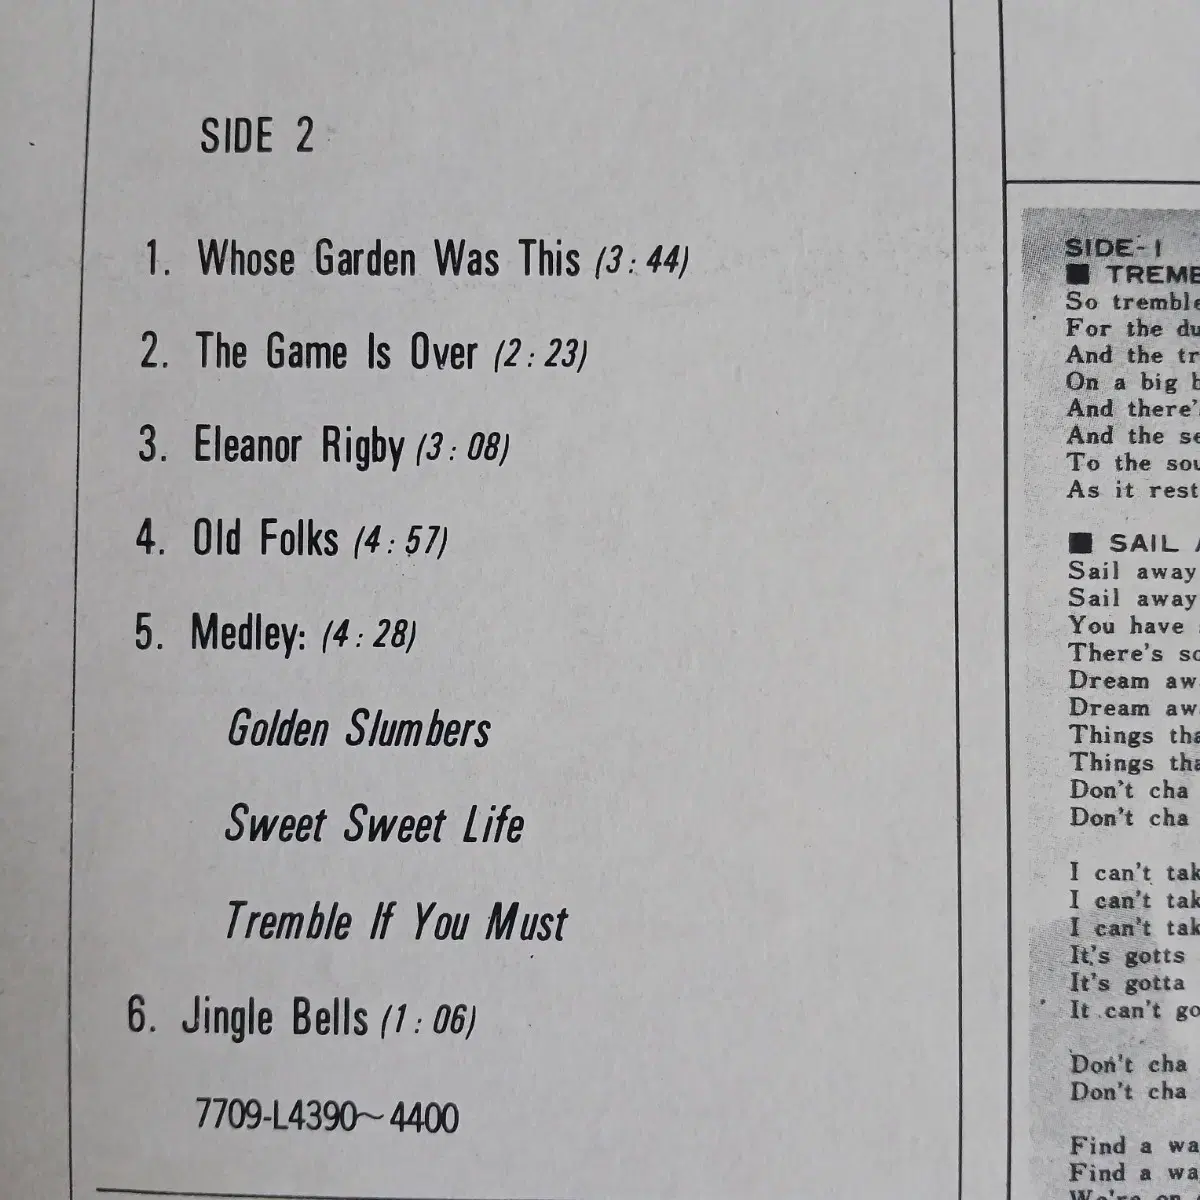 SIDE 2
1. Whose Garden Was This (3 : 44)
2. The Game Is Over (2 : 23)
3. Eleanor Rigby (3 : 08)
4. Old Folks (4 : 57)
5. Medley: (4 : 28)
Golden Slumbers
Sweet Sweet Life
Tremble If You Must
6. Jingle Bells (1 : 06)
7709-L4390~4400
SIDE-1
■ TREMB
So tremble
For the du
And the tr
On a big b
And there'
And the se
To the sou
As it rest
■ SAIL
Sail away
Sail away
You have
There's so
Dream aw
Dream aw
Things tha
Things tha
Don't cha
Don't cha
I can't tak
I can't tak
I can't tak
It's gotts
It's gotta
It can't go
Don't cha
Don't cha
Find a wa
Find a wa